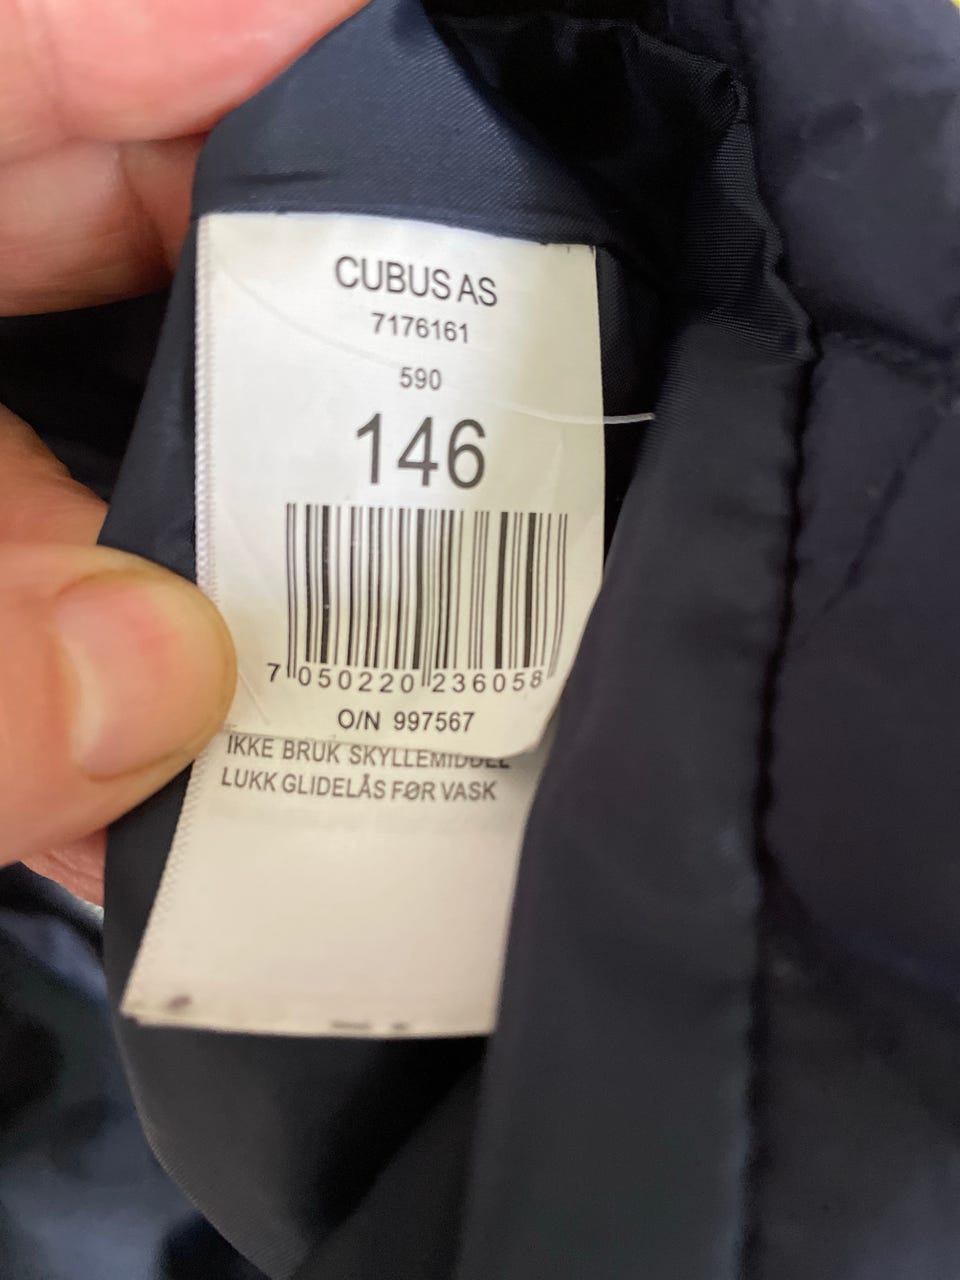 CUBUS AS
7176161
590
146
7 050220 236058
O/N 997567
IKKE BRUK SKYLLEMIDDEL
LUKK GLIDELÅS FØR VASK